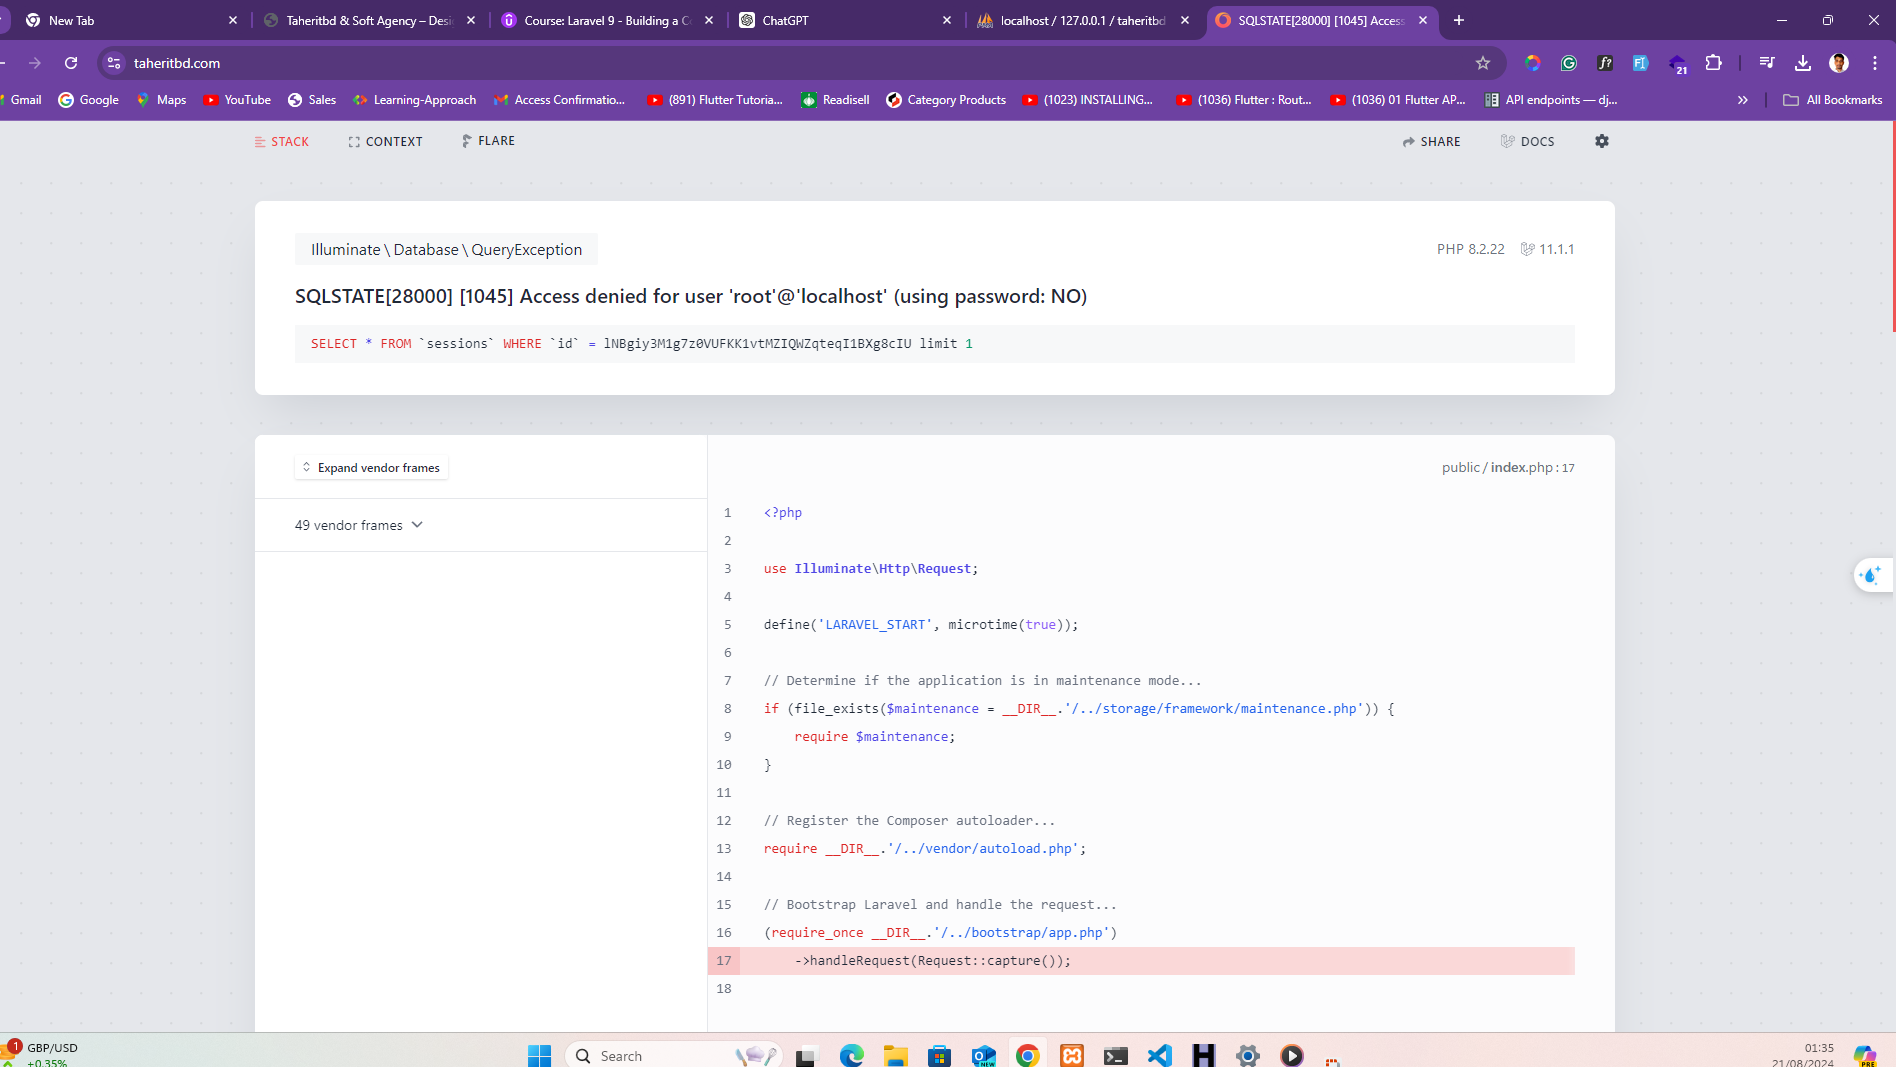 New Tab
Taheritbd & Soft Agency – Desi
Course: Laravel 9 - Building a Co
ChatGPT
localhost / 127.0.0.1 / taheritbd
SQLSTATE[28000] [1045] Access
taheritbd.com
21
Gmail
Google
Maps
YouTube
Sales
Learning-Approach
Access Confirmatio...
(891) Flutter Tutoria...
Readisell
Category Products
(1023) INSTALLING...
(1036) Flutter : Rout...
(1036) 01 Flutter AP...
API endpoints — dj...
All Bookmarks
STACK
CONTEXT
FLARE
SHARE
DOCS
Illuminate \ Database \ QueryException
PHP 8.2.22
11.1.1
SQLSTATE[28000] [1045] Access denied for user 'root'@'localhost' (using password: NO)
SELECT * FROM `sessions` WHERE `id` = lNBgiy3M1g7z0VUFKK1vtMZIQWZqteqI1BXg8cIU limit 1
Expand vendor frames
public / index.php : 17
49 vendor frames
1 <?php
2
3 use Illuminate\Http\Request;
4
5 define('LARAVEL_START', microtime(true));
6
7 // Determine if the application is in maintenance mode...
8 if (file_exists($maintenance = __DIR__.'/../storage/framework/maintenance.php')) {
9 require $maintenance;
10 }
11
12 // Register the Composer autoloader...
13 require __DIR__.'/../vendor/autoload.php';
14
15 // Bootstrap Laravel and handle the request...
16 (require_once __DIR__.'/../bootstrap/app.php')
17 ->handleRequest(Request::capture());
18
1
GBP/USD
+0.35%
Search
NEW
01:35
21/08/2024
PRE